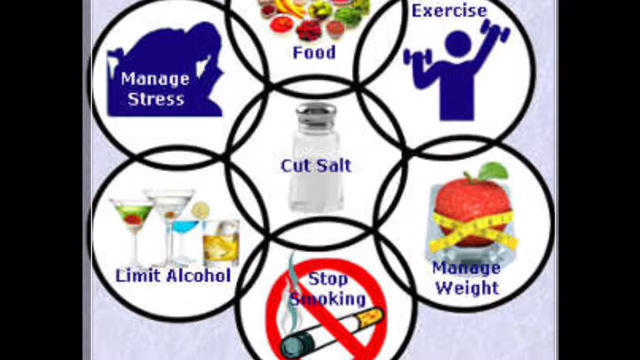 Exercise
Food
Manage
Stress
Cut Salt
Limit Alcohol
Stop
Smoking
Manage
Weight